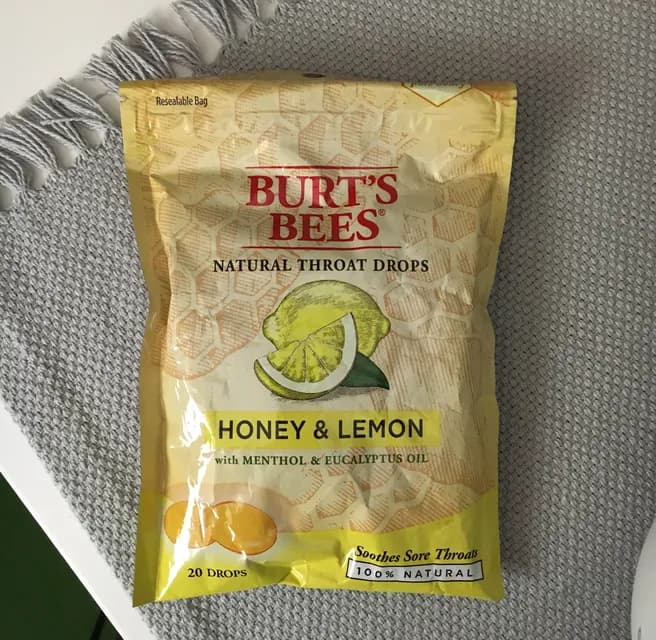 Resealable Bag
BURT'S
BEES®
NATURAL THROAT DROPS
HONEY & LEMON
with MENTHOL & EUCALYPTUS OIL
20 DROPS
Soothes Sore Throats
100% NATURAL